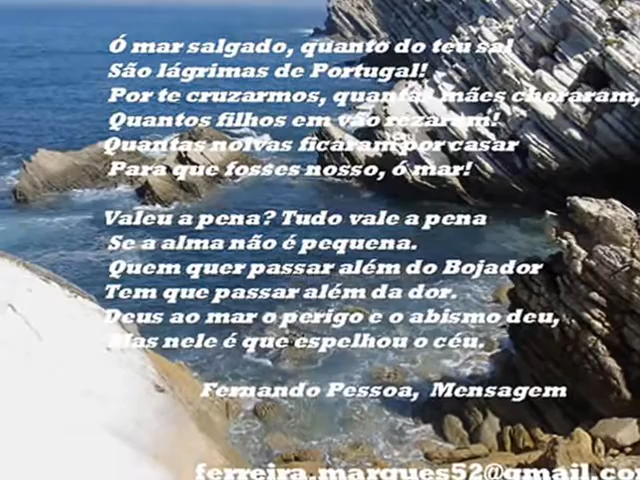 Ó mar salgado, quanto do teu sal
São lágrimas de Portugal!
Por te cruzarmos, quantas mães choraram,
Quantos filhos em vão rezaram!
Quantas noivas ficaram por casar
Para que fosses nosso, ó mar!
Valeu a pena? Tudo vale a pena
Se a alma não é pequena.
Quem quer passar além do Bojador
Tem que passar além da dor.
Deus ao mar o perigo e o abismo deu,
Mas nele é que espelhou o céu.
Fernando Pessoa, Mensagem
ferreira.marques52@gmail.co